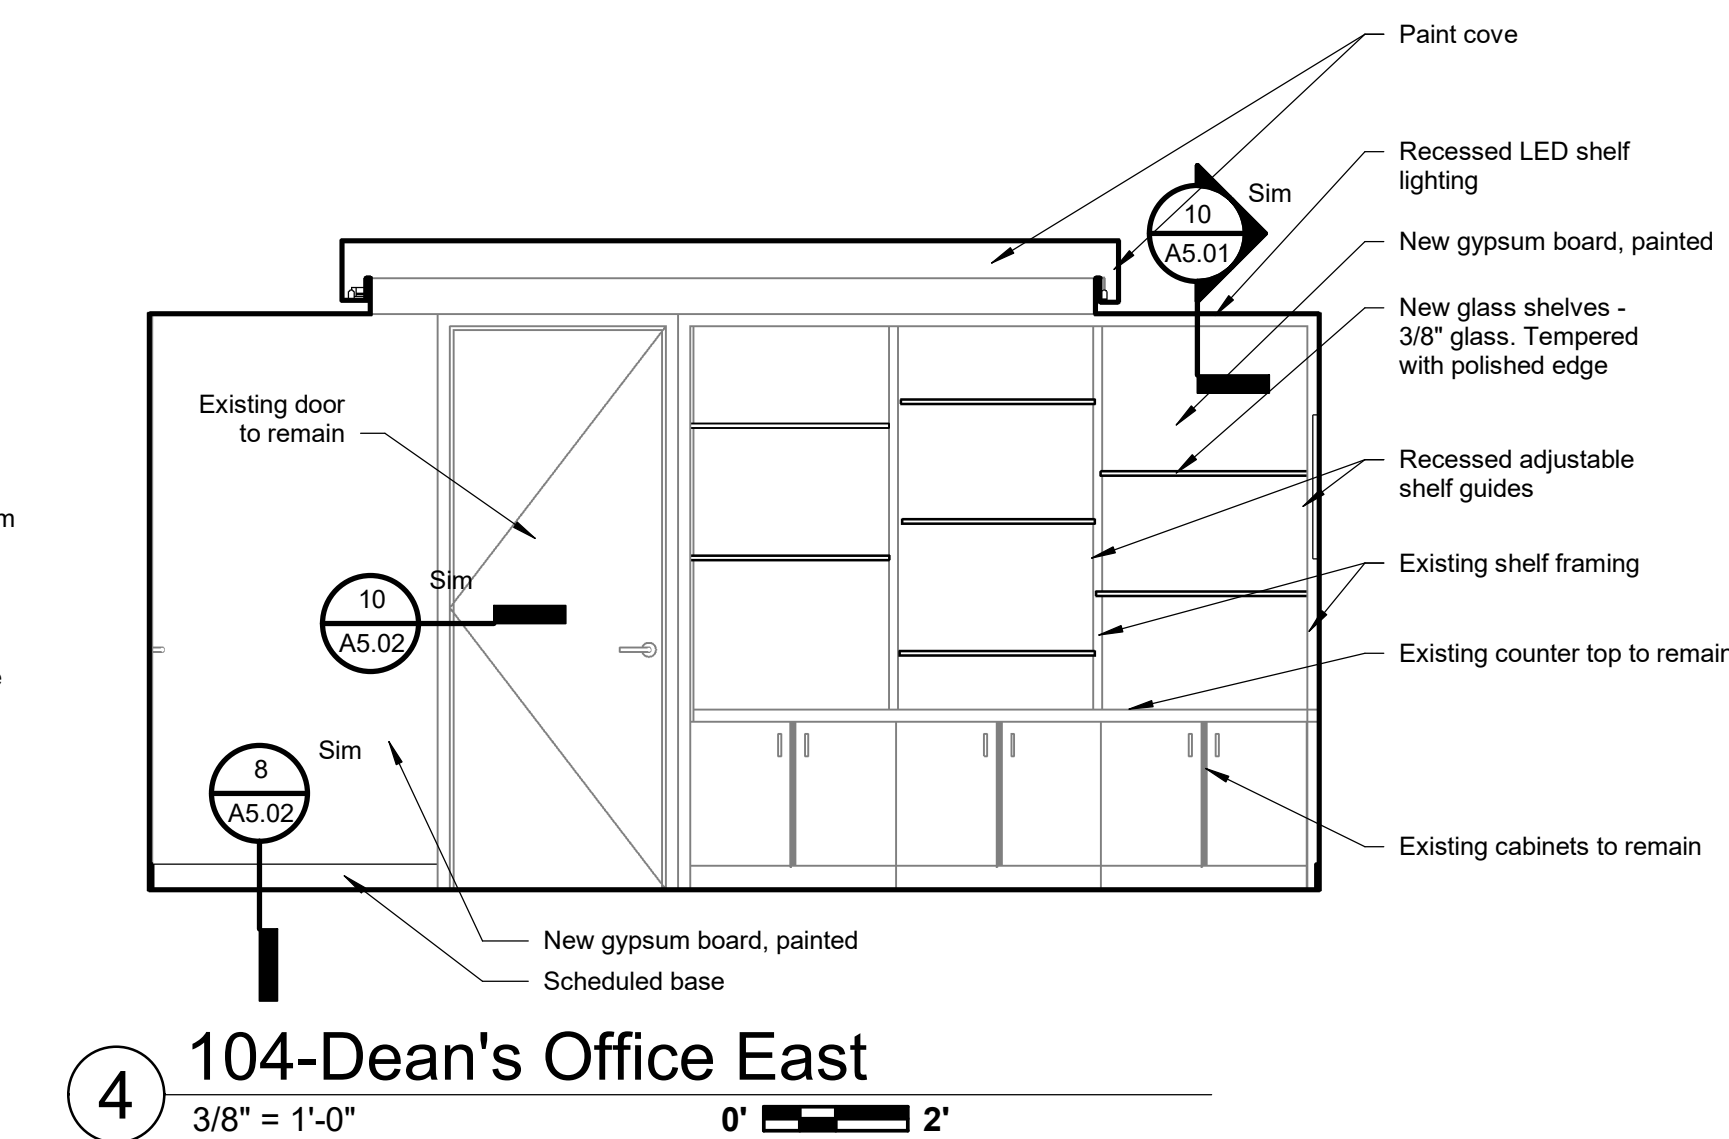 Paint cove
Recessed LED shelf
lighting
10
A5.01
Sim
New gypsum board, painted
New glass shelves -
3/8" glass. Tempered
with polished edge
Existing door
to remain
Recessed adjustable
shelf guides
m
Existing shelf framing
10
A5.02
Sim
Existing counter top to remain
e
8
A5.02
Sim
Existing cabinets to remain
New gypsum board, painted
Scheduled base
4
104-Dean's Office East
3/8" = 1'-0"
0' 2'